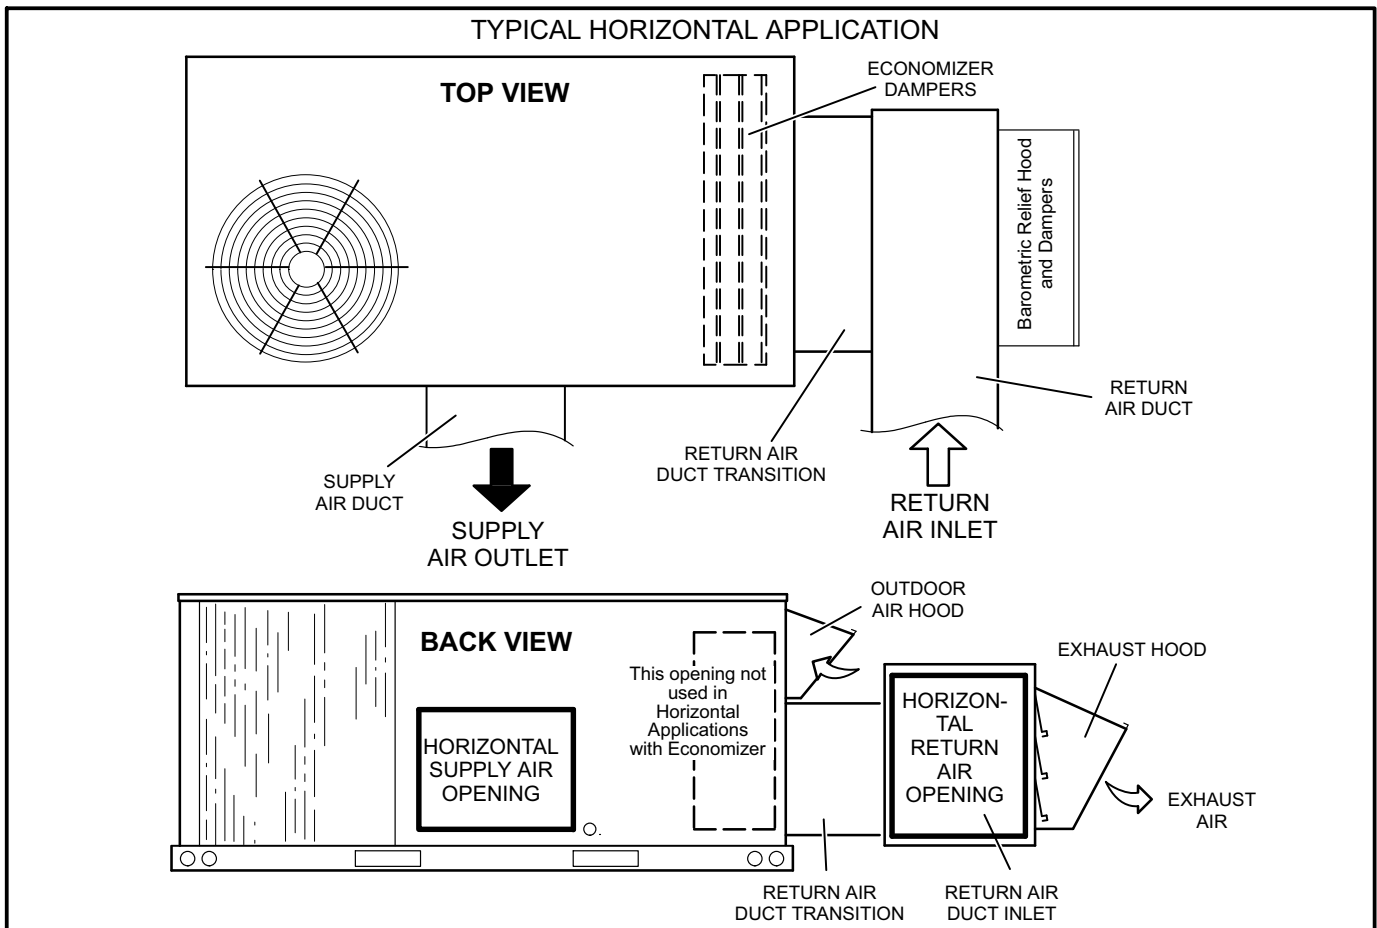 TYPICAL HORIZONTAL APPLICATION
TOP VIEW
ECONOMIZER
DAMPERS
Barometric Relief Hood
and Dampers
RETURN
AIR DUCT
RETURN AIR
DUCT TRANSITION
SUPPLY
AIR DUCT
SUPPLY
AIR OUTLET
RETURN
AIR INLET
BACK VIEW
OUTDOOR
AIR HOOD
EXHAUST HOOD
This opening not
used in
Horizontal
Applications
with Economizer
HORIZONTAL
SUPPLY AIR
OPENING
HORIZON-
TAL
RETURN
AIR
OPENING
EXHAUST
AIR
RETURN AIR
DUCT TRANSITION
RETURN AIR
DUCT INLET